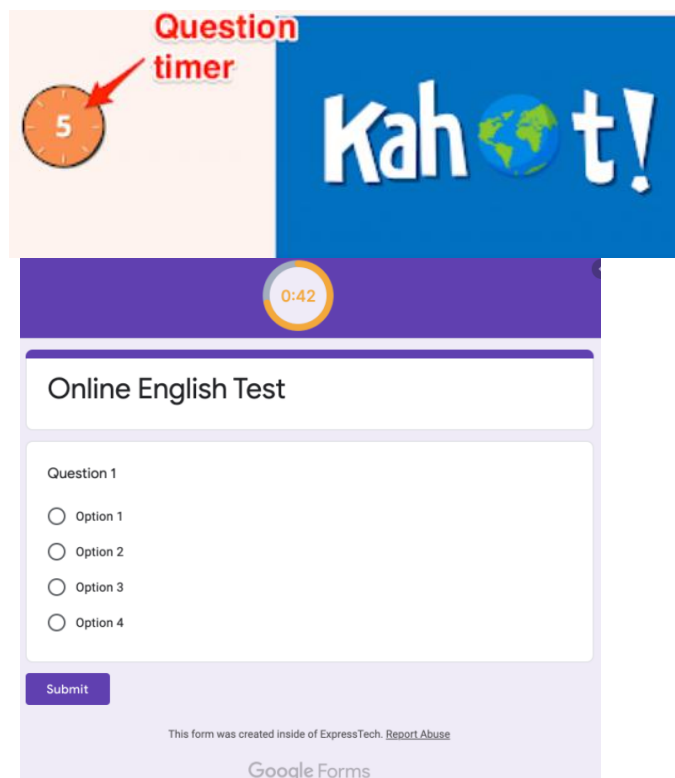 Question
timer
5
Kah t!
0:42
Online English Test
Question 1
Option 1
Option 2
Option 3
Option 4
Submit
This form was created inside of ExpressTech. Report Abuse
Google Forms